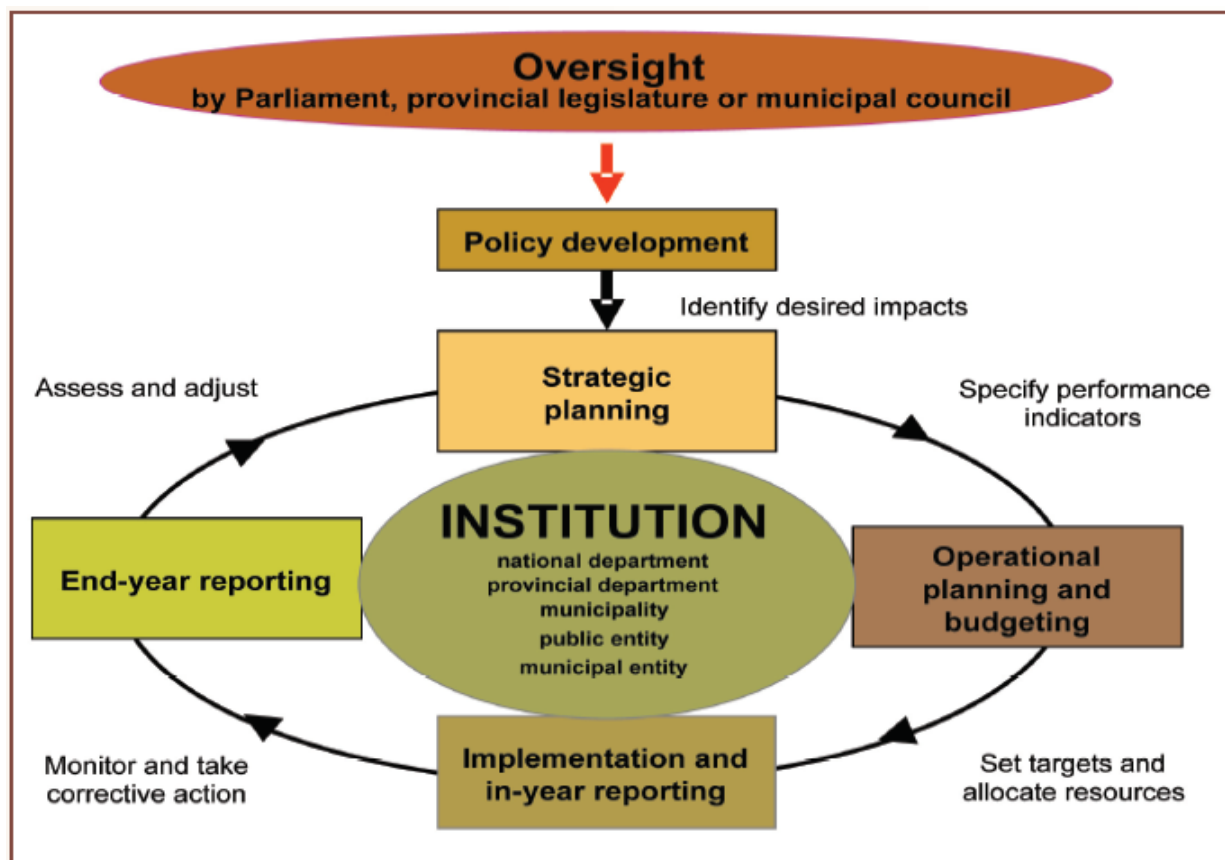 Oversight
by Parliament, provincial legislature or municipal council
Policy development
Identify desired impacts
Strategic
planning
Assess and adjust
Specify performance
indicators
INSTITUTION
national department
provincial department
municipality
public entity
municipal entity
End-year reporting
Operational
planning and
budgeting
Implementation and
in-year reporting
Monitor and take
corrective action
Set targets and
allocate resources